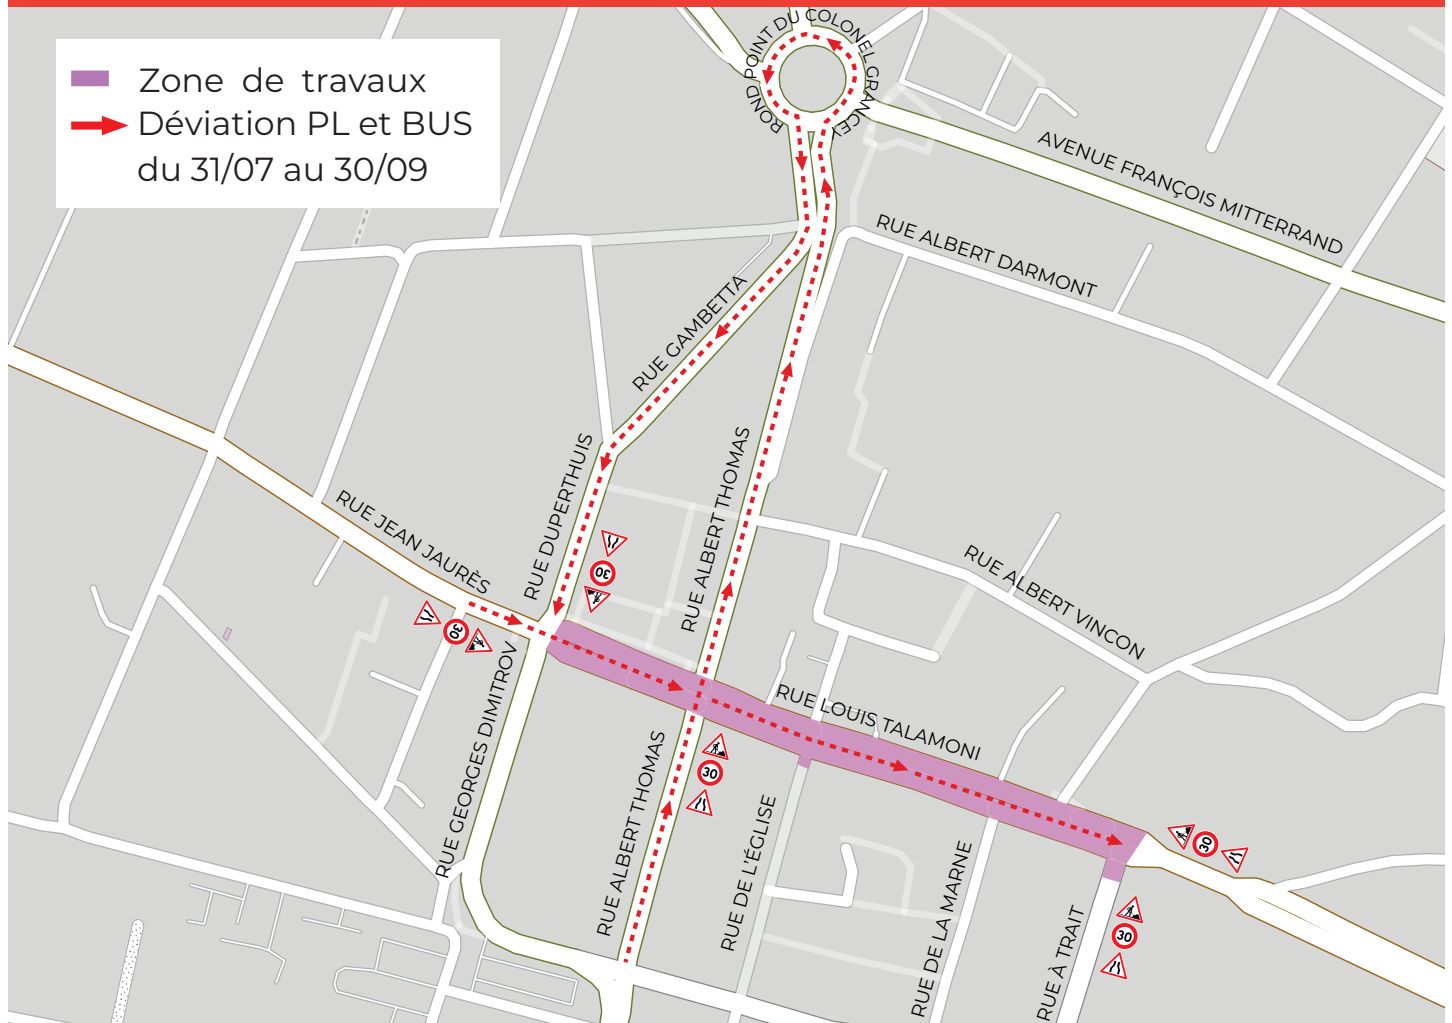 Zone de travaux
Déviation PL et BUS
du 31/07 au 30/09
ROND POINT DU COLONEL GRANCEY
AVENUE FRANÇOIS MITTERRAND
RUE ALBERT DARMONT
RUE GAMBETTA
RUE DUPERTHUIS
RUE ALBERT THOMAS
RUE JEAN JAURÈS
RUE ALBERT VINCON
30
30
RUE GEORGES DIMITROV
RUE LOUIS TALAMONI
RUE ALBERT THOMAS
30
RUE DE L'ÉGLISE
RUE DE LA MARNE
30
RUE À TRAIT
30